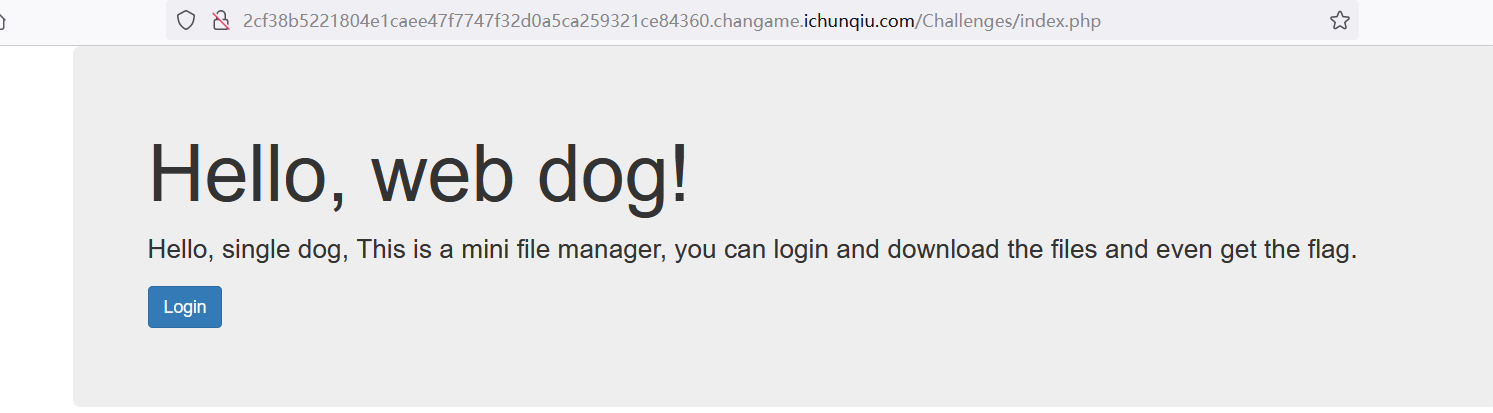 2cf38b5221804e1caee47f7747f32d0a5ca259321ce84360.changame.ichunqiu.com/Challenges/index.php
Hello, web dog!
Hello, single dog, This is a mini file manager, you can login and download the files and even get the flag.
Login